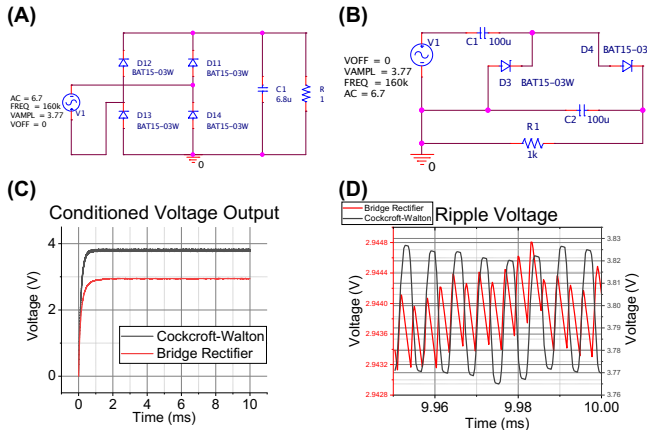 (A)
D12
BAT15-03W
D11
BAT15-03W
AC = 6.7
FREQ = 160k
VAMPL = 3.77
VOFF = 0
V1
D13
BAT15-03W
D14
BAT15-03W
C1
6.8u
R
1
0
(B)
V1
C1
100u
D4
BAT15-03
VOFF = 0
VAMPL = 3.77
FREQ = 160k
AC = 6.7
D3
BAT15-03W
C2
100u
R1
1k
0
(C)
Conditioned Voltage Output
Voltage (V)
4
2
0
Cockcroft-Walton
Bridge Rectifier
0 2 4 6 8 10
Time (ms)
(D)
Bridge Rectifier
Cockcroft-Walton
Ripple Voltage
Voltage (V)
2.9448
2.9444
2.9440
2.9436
2.9432
2.9428
3.83
3.82
3.81
3.80
3.79
3.78
3.77
3.76
Voltage (V)
9.96 9.98 10.00
Time (ms)